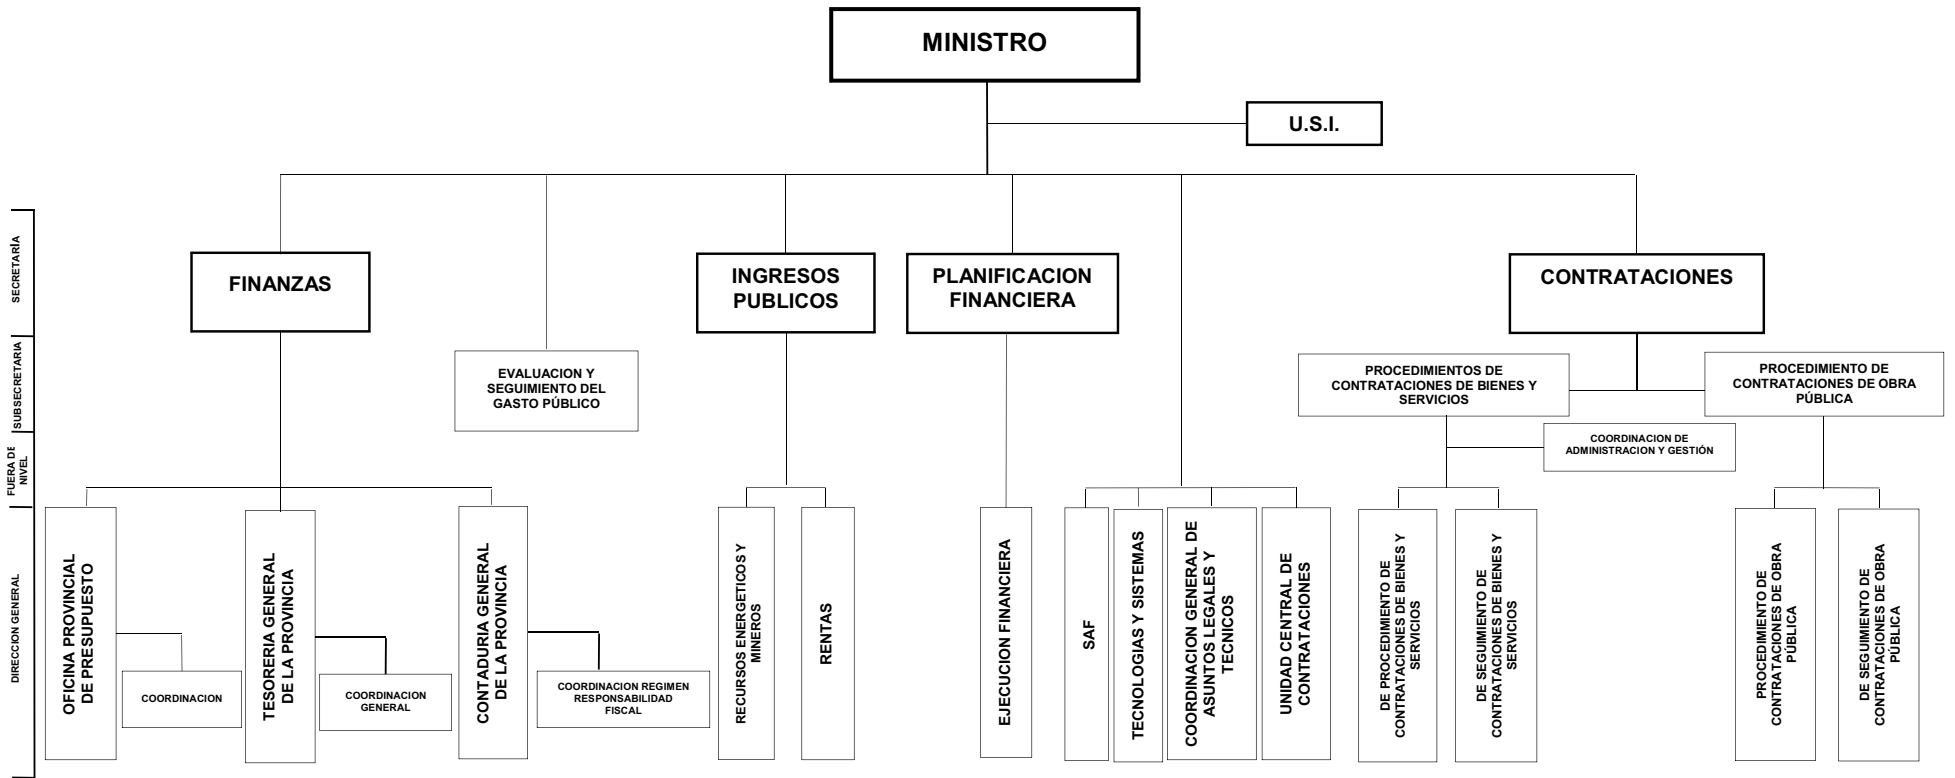 MINISTRO
U.S.I.
SECRETARÍA
FINANZAS
INGRESOS
PUBLICOS
PLANIFICACION
FINANCIERA
CONTRATACIONES
SUBSECRETARIA
EVALUACION Y
SEGUIMIENTO DEL
GASTO PÚBLICO
PROCEDIMIENTOS DE
CONTRATACIONES DE BIENES Y
SERVICIOS
PROCEDIMIENTO DE
CONTRATACIONES DE OBRA
PÚBLICA
FUERA DE
NIVEL
COORDINACION DE
ADMINISTRACION Y GESTIÓN
DIRECCCION GENERAL
OFICINA PROVINCIAL
DE PRESUPUESTO
COORDINACION
TESORERIA GENERAL
DE LA PROVINCIA
COORDINACION
GENERAL
CONTADURIA GENERAL
DE LA PROVINCIA
COORDINACION REGIMEN
RESPONSABILIDAD
FISCAL
RECURSOS ENERGETICOS Y
MINEROS
RENTAS
EJECUCION FINANCIERA
SAF
TECNOLOGIAS Y SISTEMAS
COORDINACION GENERAL DE
ASUNTOS LEGALES Y
TECNICOS
UNIDAD CENTRAL DE
CONTRATACIONES
DE PROCEDIMIENTO DE
CONTRATACIONES DE BIENES Y
SERVICIOS
DE SEGUIMIENTO DE
CONTRATACIONES DE BIENES Y
SERVICIOS
PROCEDIMIENTO DE
CONTRATACIONES DE OBRA
PÚBLICA
DE SEGUIMIENTO DE
CONTRATACIONES DE OBRA
PÚBLICA